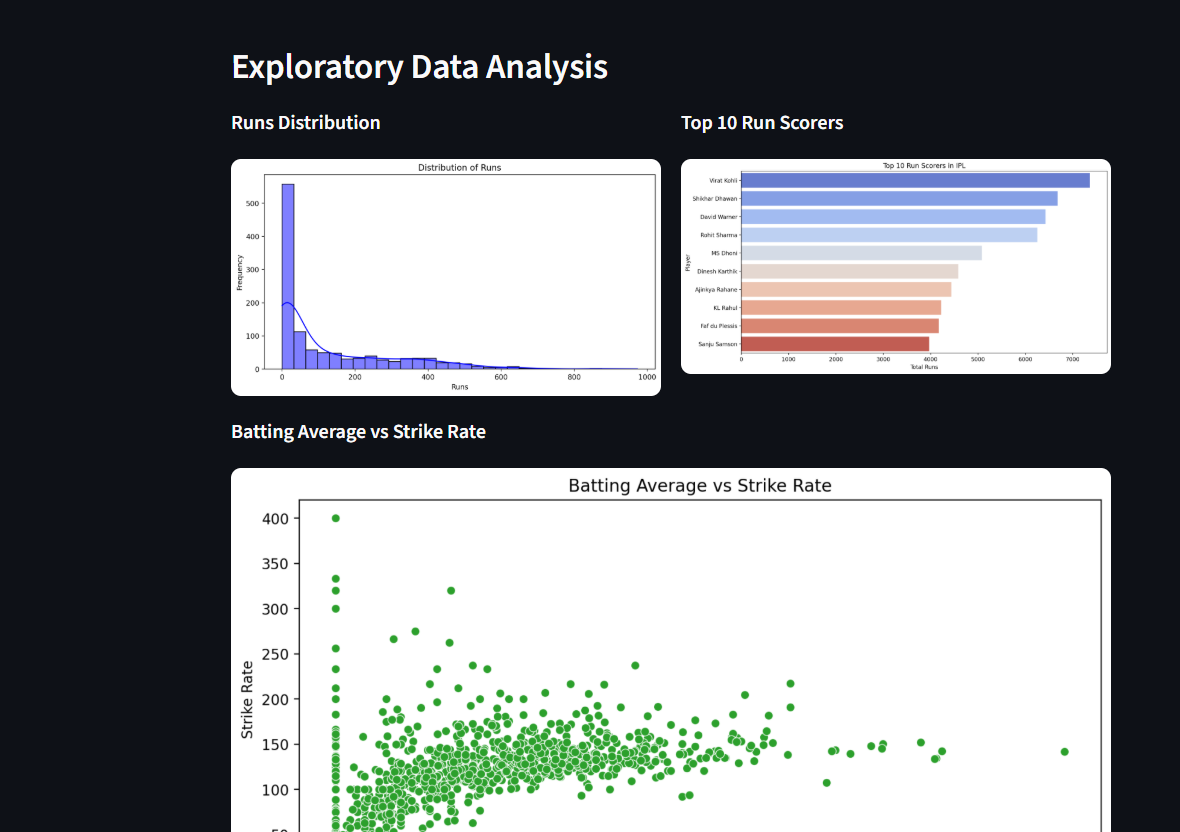 Exploratory Data Analysis
Runs Distribution
Top 10 Run Scorers
Distribution of Runs
Frequency
500
400
300
200
100
0
0 200 400 600 800 1000
Runs
Top 10 Run Scorers in IPL
Player
Virat Kohli
Shikhar Dhawan
David Warner
Rohit Sharma
MS Dhoni
Dinesh Karthik
Ajinkya Rahane
KL Rahul
Faf du Plessis
Sanju Samson
0 1000 2000 3000 4000 5000 6000 7000
Total Runs
Batting Average vs Strike Rate
Batting Average vs Strike Rate
Strike Rate
400
350
300
250
200
150
100
50